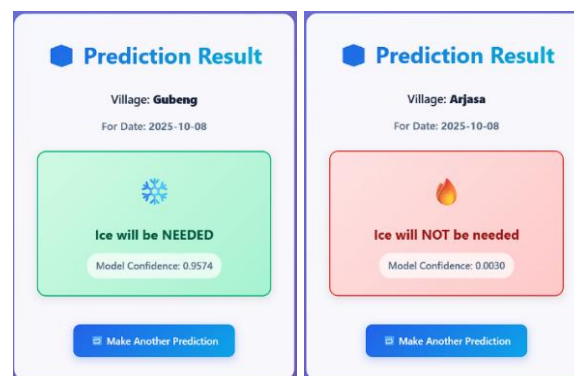 Prediction Result
Village: Gubeng
For Date: 2025-10-08
Ice will be NEEDED
Model Confidence: 0.9574
Make Another Prediction
Prediction Result
Village: Arjasa
For Date: 2025-10-08
Ice will NOT be needed
Model Confidence: 0.0030
Make Another Prediction